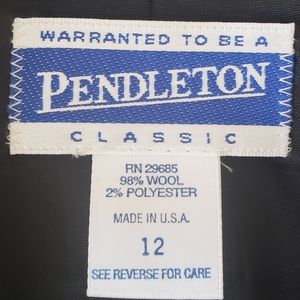 WARRANTED TO BE A
PENDLETON
CLASSIC
RN 29685
98% WOOL
2% POLYESTER
MADE IN U.S.A.
12
SEE REVERSE FOR CARE